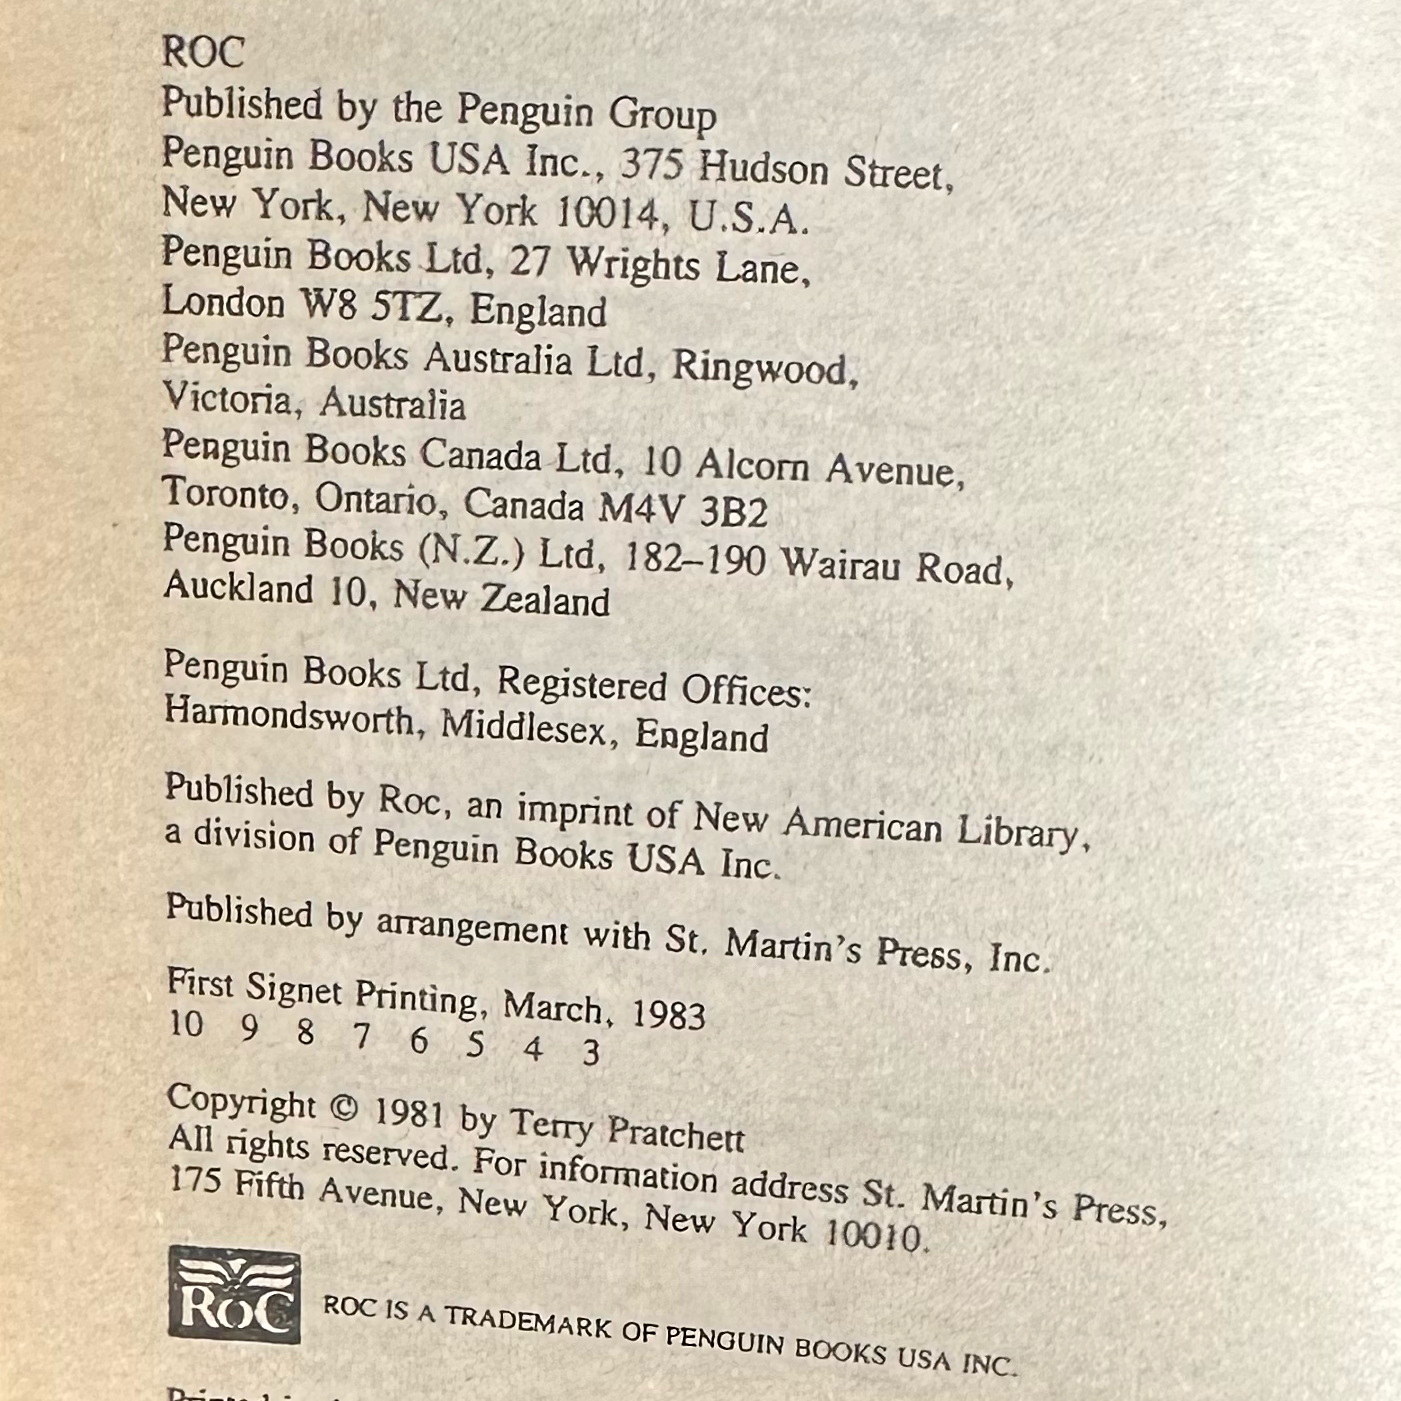 ROC
Published by the Penguin Group
Penguin Books USA Inc., 375 Hudson Street,
New York, New York 10014, U.S.A.
Penguin Books Ltd, 27 Wrights Lane,
London W8 5TZ, England
Penguin Books Australia Ltd, Ringwood,
Victoria, Australia
Penguin Books Canada Ltd, 10 Alcorn Avenue,
Toronto, Ontario, Canada M4V 3B2
Penguin Books (N.Z.) Ltd, 182–190 Wairau Road,
Auckland 10, New Zealand
Penguin Books Ltd, Registered Offices:
Harmondsworth, Middlesex, England
Published by Roc, an imprint of New American Library,
a division of Penguin Books USA Inc.
Published by arrangement with St. Martin's Press, Inc.
First Signet Printing, March, 1983
10 9 8 7 6 5 4 3
Copyright © 1981 by Terry Pratchett
All rights reserved. For information address St. Martin's Press,
175 Fifth Avenue, New York, New York 10010.
ROC
ROC IS A TRADEMARK OF PENGUIN BOOKS USA INC.